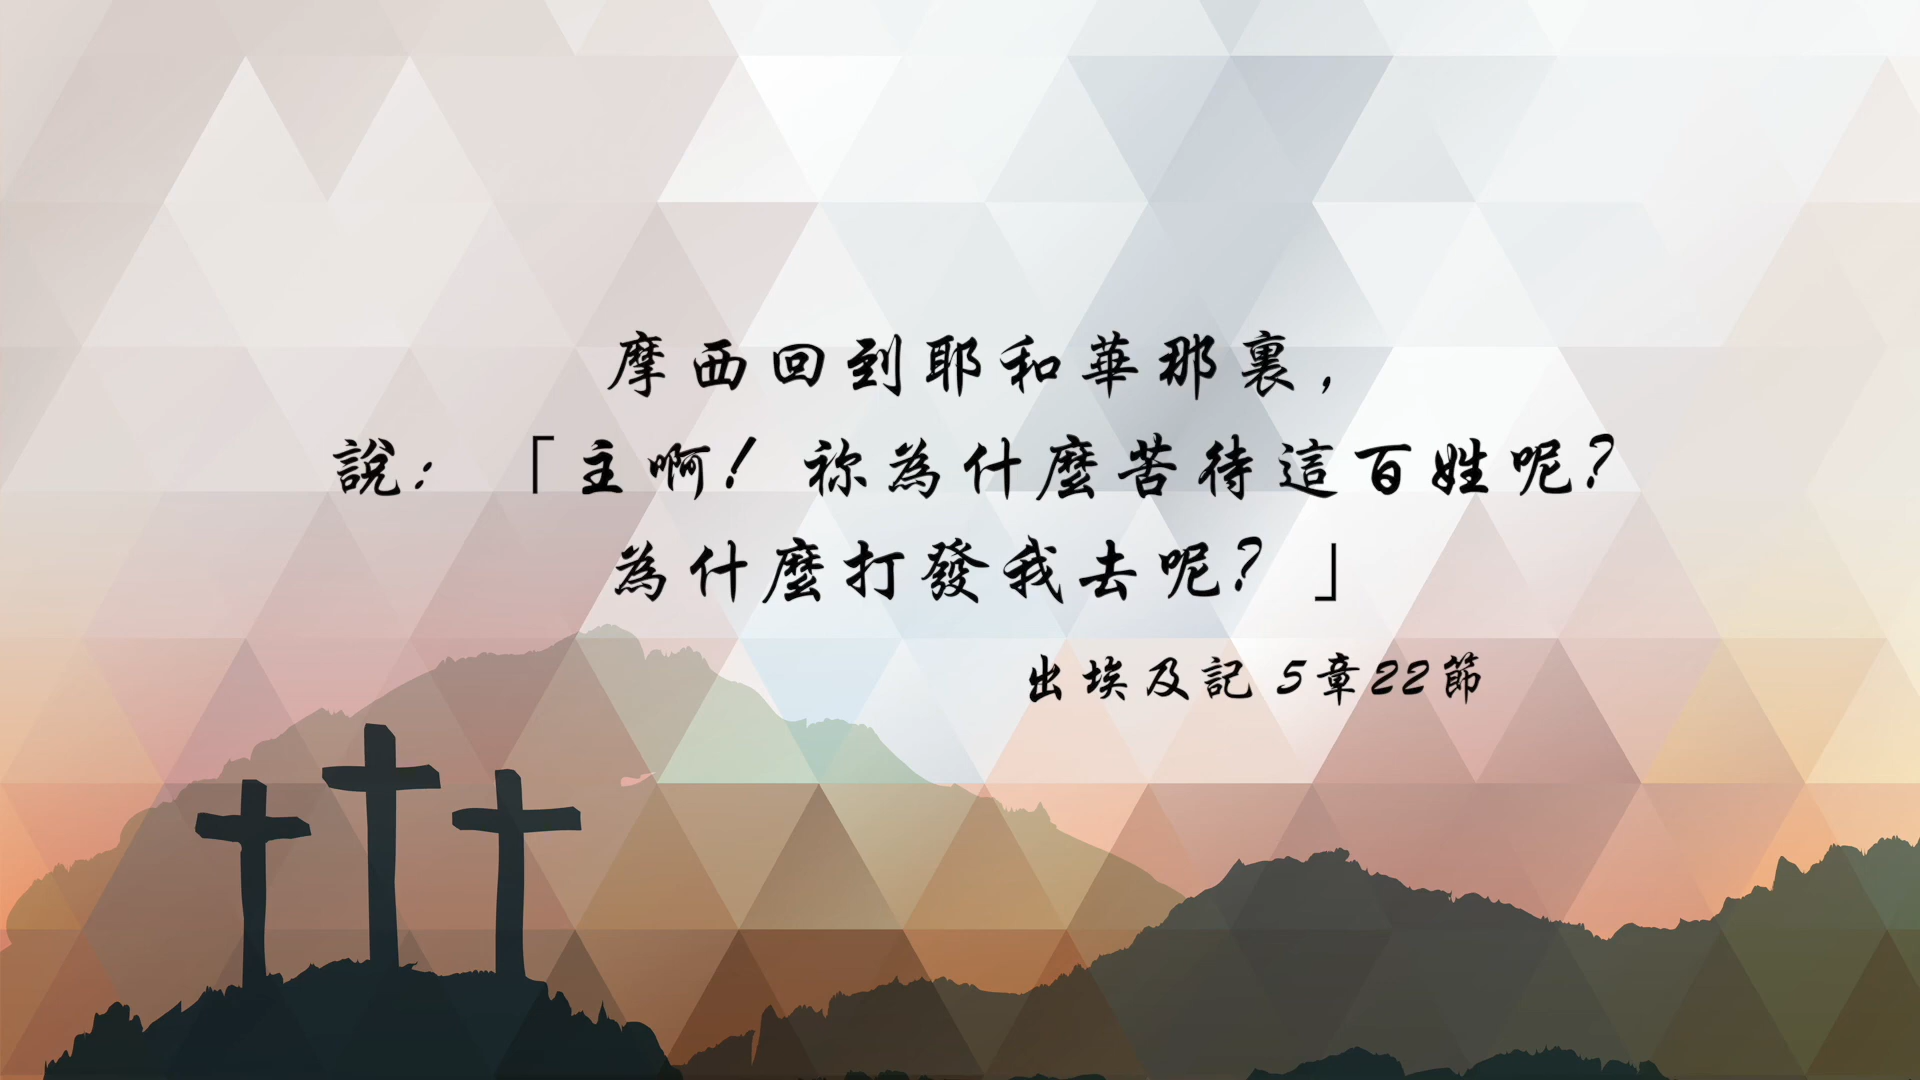 摩西回到耶和華那裏，
說：「主啊！祢為什麼苦待這百姓呢？
為什麼打發我去呢？」
出埃及記 5章22節